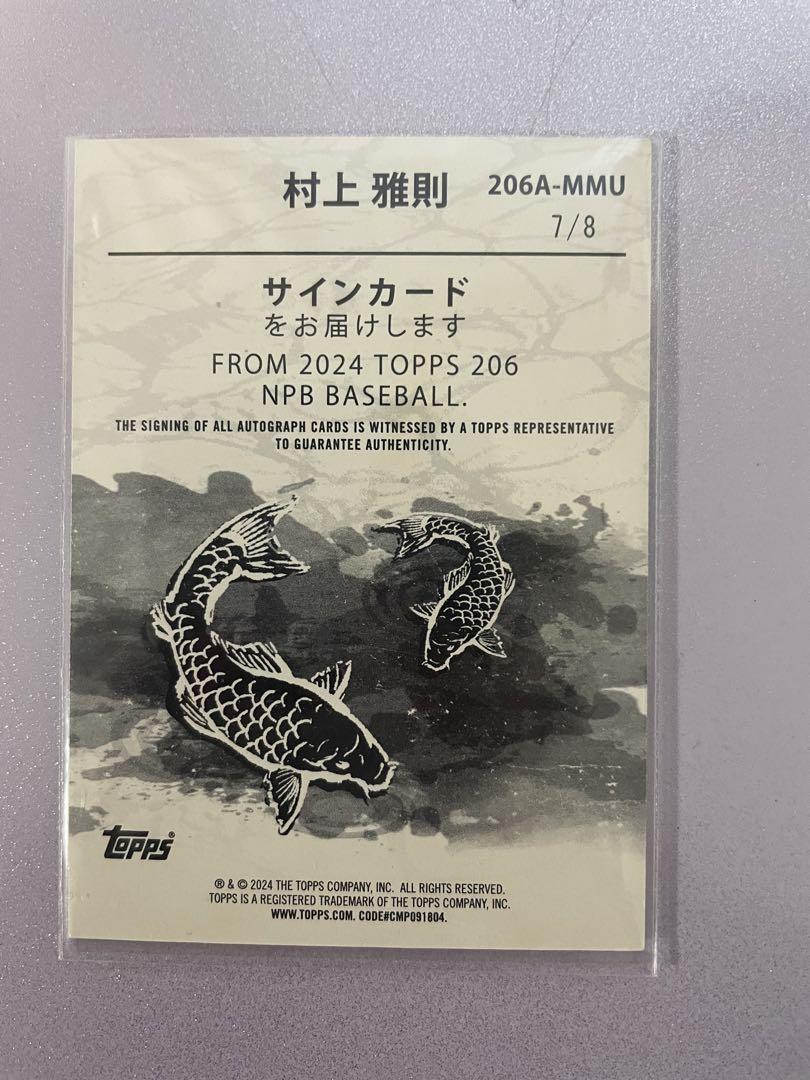 村上 雅則 206A-MMU
7/8
サインカード
をお届けします
FROM 2024 TOPPS 206
NPB BASEBALL.
THE SIGNING OF ALL AUTOGRAPH CARDS IS WITNESSED BY A TOPPS REPRESENTATIVE
TO GUARANTEE AUTHENTICITY.
Topps®
® & © 2024 THE TOPPS COMPANY, INC. ALL RIGHTS RESERVED.
TOPPS IS A REGISTERED TRADEMARK OF THE TOPPS COMPANY, INC.
WWW.TOPPS.COM. CODE#CMP091804.